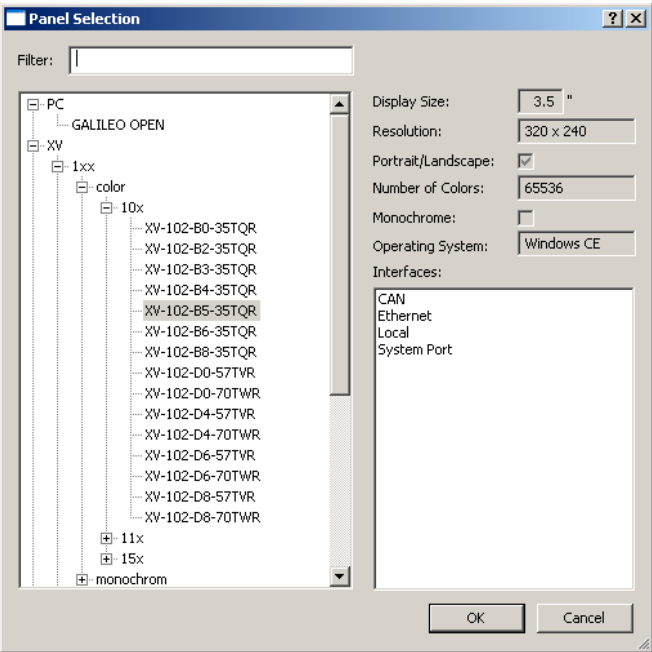 Panel Selection
Filter:
PC
GALILEO OPEN
XV
1xx
color
10x
XV-102-B0-35TQR
XV-102-B2-35TQR
XV-102-B3-35TQR
XV-102-B4-35TQR
XV-102-B5-35TQR
XV-102-B6-35TQR
XV-102-B8-35TQR
XV-102-D0-57TVR
XV-102-D0-70TWR
XV-102-D4-57TVR
XV-102-D4-70TWR
XV-102-D6-57TVR
XV-102-D6-70TWR
XV-102-D8-57TVR
XV-102-D8-70TWR
11x
15x
monochrom
Display Size: 3.5 "
Resolution: 320 x 240
Portrait/Landscape:
Number of Colors: 65536
Monochrome:
Operating System: Windows CE
Interfaces:
CAN
Ethernet
Local
System Port
OK Cancel